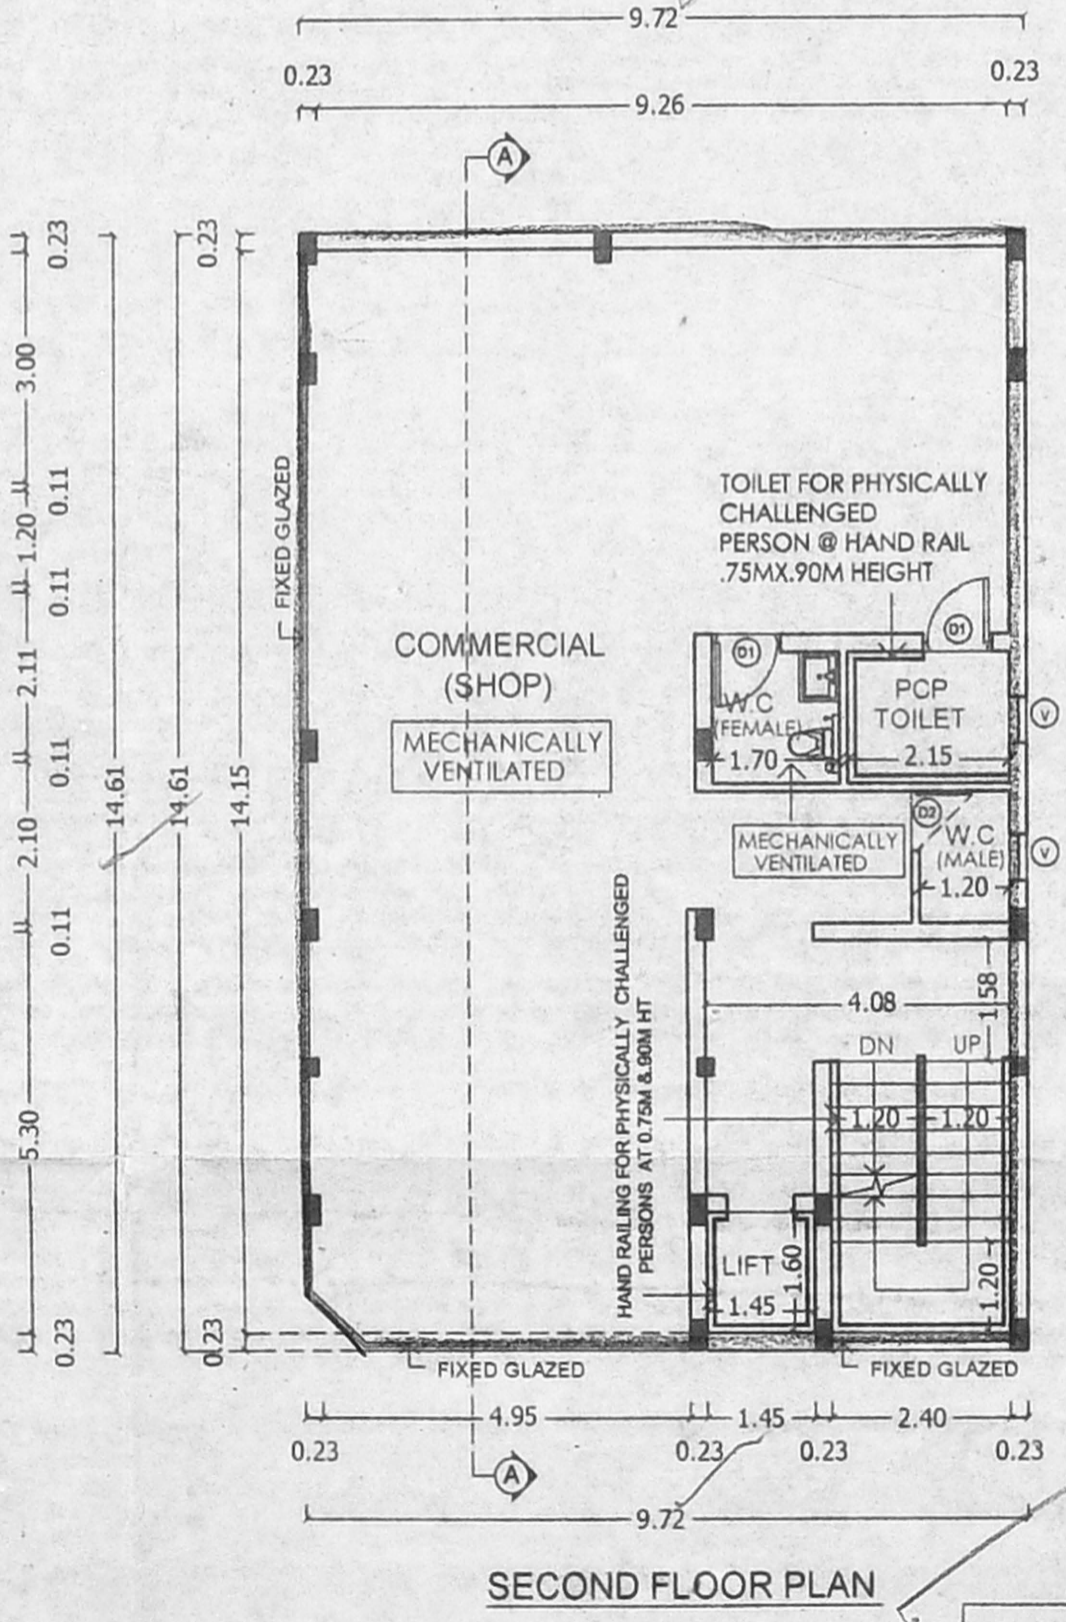 9.72
0.23
0.23
9.26
A
0.23
0.23
3.00
0.11
1.20
0.11
2.11
0.11
2.10
0.11
5.30
0.23
14.61
14.61
14.15
0.23
FIXED GLAZED
COMMERCIAL
(SHOP)
MECHANICALLY
VENTILATED
TOILET FOR PHYSICALLY
CHALLENGED
PERSON @ HAND RAIL
.75MX.90M HEIGHT
D1
D1
W.C
(FEMALE)
1.70
PCP
TOILET
2.15
V
D2
W.C
(MALE)
1.20
V
MECHANICALLY
VENTILATED
HAND RAILING FOR PHYSICALLY CHALLENGED
PERSONS AT 0.75M &.90M HT
4.08
1.58
DN
UP
1.20
1.20
LIFT
1.60
1.45
1.20
FIXED GLAZED
FIXED GLAZED
4.95
1.45
2.40
0.23
0.23
0.23
0.23
A
9.72
SECOND FLOOR PLAN